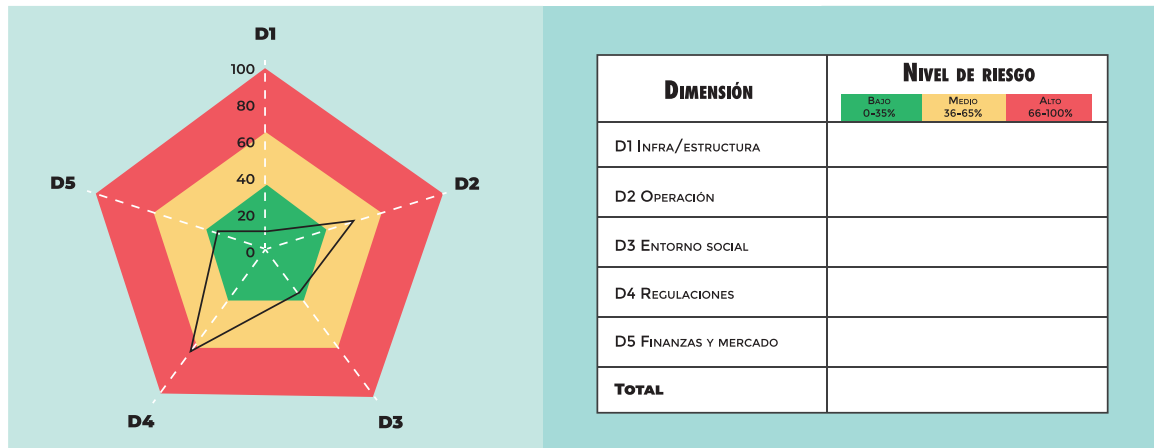 D1
100
80
60
40
20
0
D2
D3
D4
D5
Dimensión
Nivel de riesgo
Bajo
0-35%
Medio
36-65%
Alto
66-100%
D1 Infra/estructura
D2 Operación
D3 Entorno social
D4 Regulaciones
D5 Finanzas y mercado
Total